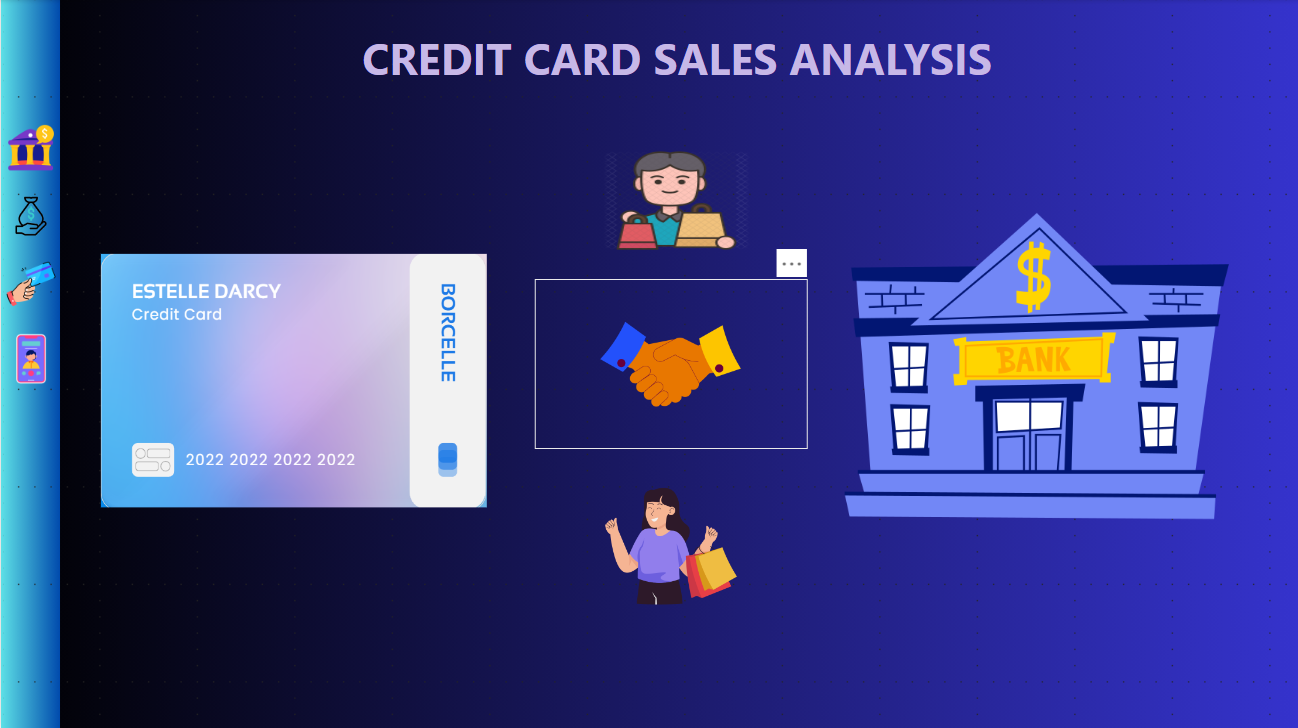 CREDIT CARD SALES ANALYSIS
ESTELLE DARCY
Credit Card
BORCELLE
2022 2022 2022 2022
$
BANK
$
$